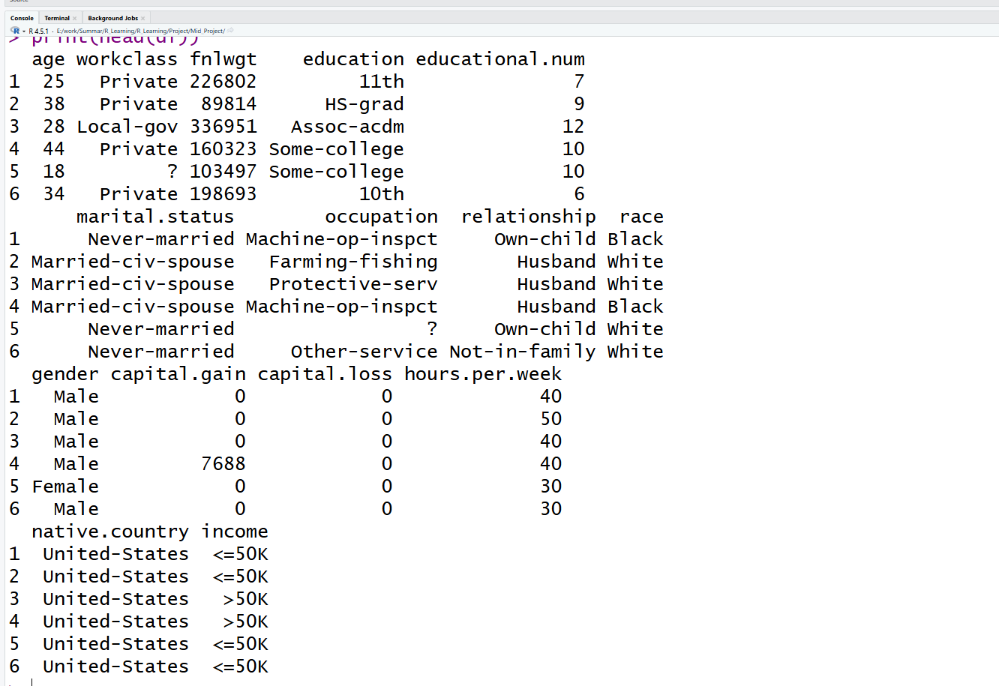 Source
Console Terminal × Background Jobs ×
R 4.5.1 · E:/work/Summar/R_Learning/R_Learning/Project/Mid_Project/
> print(head(df))
age workclass fnlwgt education educational.num
1 25 Private 226802 11th 7
2 38 Private 89814 HS-grad 9
3 28 Local-gov 336951 Assoc-acdm 12
4 44 Private 160323 Some-college 10
5 18 ? 103497 Some-college 10
6 34 Private 198693 10th 6
marital.status occupation relationship race
1 Never-married Machine-op-inspct Own-child Black
2 Married-civ-spouse Farming-fishing Husband White
3 Married-civ-spouse Protective-serv Husband White
4 Married-civ-spouse Machine-op-inspct Husband Black
5 Never-married ? Own-child White
6 Never-married Other-service Not-in-family White
gender capital.gain capital.loss hours.per.week
1 Male 0 0 40
2 Male 0 0 50
3 Male 0 0 40
4 Male 7688 0 40
5 Female 0 0 30
6 Male 0 0 30
native.country income
1 United-States <=50K
2 United-States <=50K
3 United-States >50K
4 United-States >50K
5 United-States <=50K
6 United-States <=50K